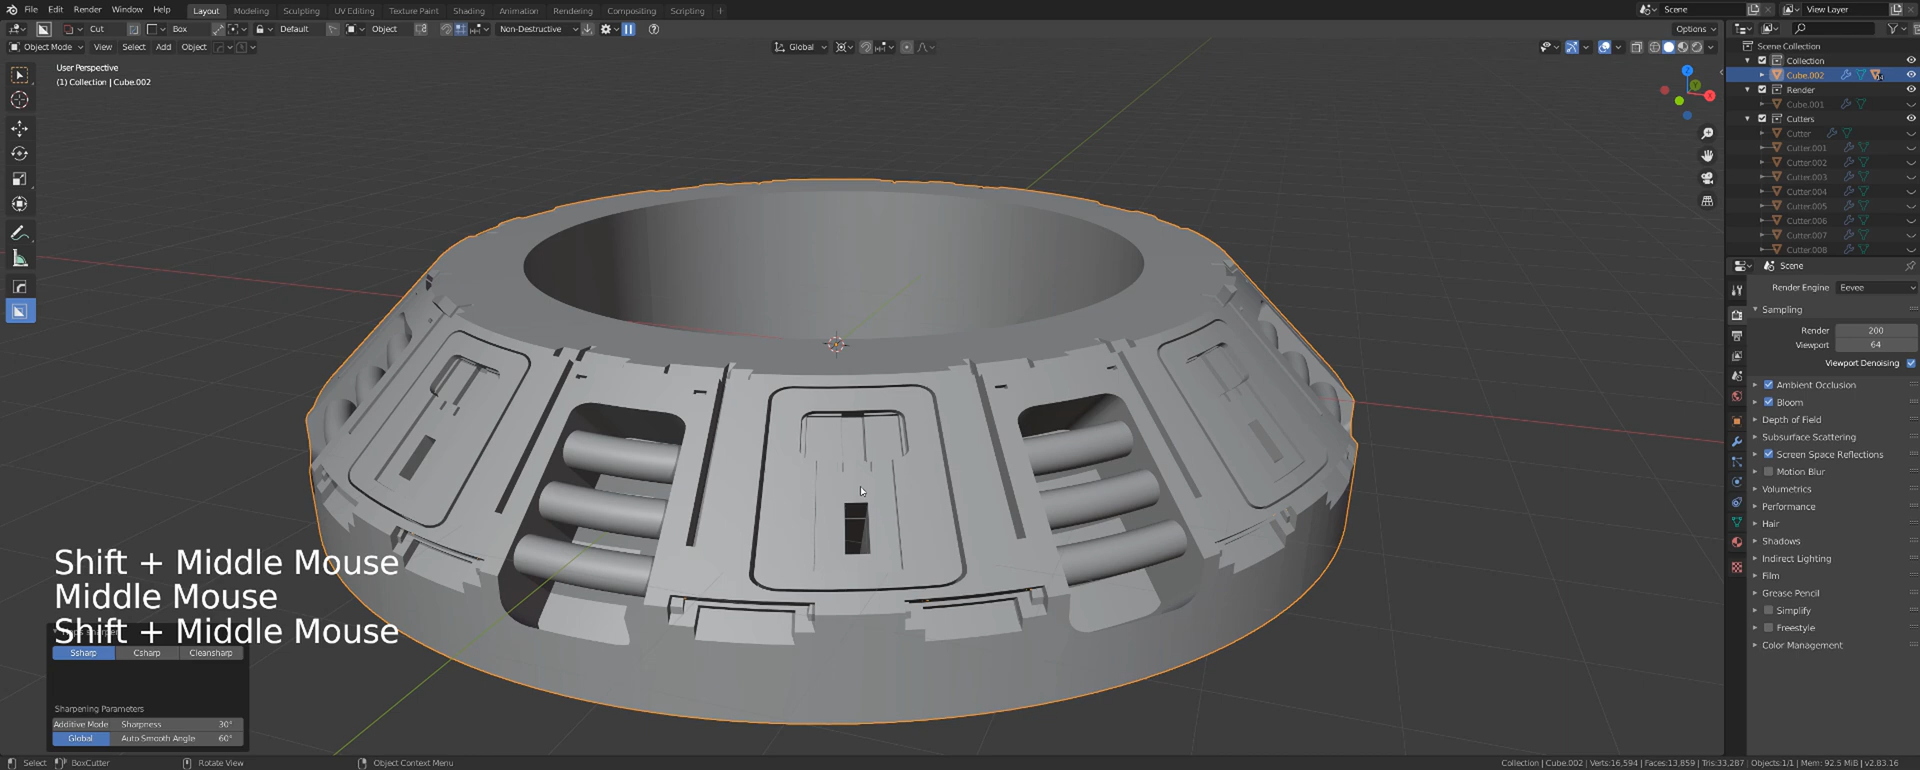 File Edit Render Window Help Layout Modeling Sculpting UV Editing Texture Paint Shading Animation Rendering Compositing Scripting + Scene View Layer
Cut Box Default Object Non-Destructive Options
Object Mode View Select Add Object Global
User Perspective
(1) Collection | Cube.002
Scene Collection
Collection
Cube.002
Render
Cube.001
Cutters
Cutter
Cutter.001
Cutter.002
Cutter.003
Cutter.004
Cutter.005
Cutter.006
Cutter.007
Cutter.008
Scene
Render Engine Eevee
Sampling
Render 200
Viewport 64
Viewport Denoising
Ambient Occlusion
Bloom
Depth of Field
Subsurface Scattering
Screen Space Reflections
Motion Blur
Volumetrics
Performance
Hair
Shadows
Indirect Lighting
Film
Grease Pencil
Simplify
Freestyle
Color Management
Shift + Middle Mouse
Middle Mouse
Shift + Middle Mouse
Ssharp Csharp Cleansharp
Sharpening Parameters
Additive Mode Sharpness 30°
Global Auto Smooth Angle 60°
Select BoxCutter Rotate View Object Context Menu Collection | Cube.002 | Verts:16,594 | Faces:13,859 | Tris:33,287 | Objects:1/1 | Mem: 92.5 MiB | v2.83.16